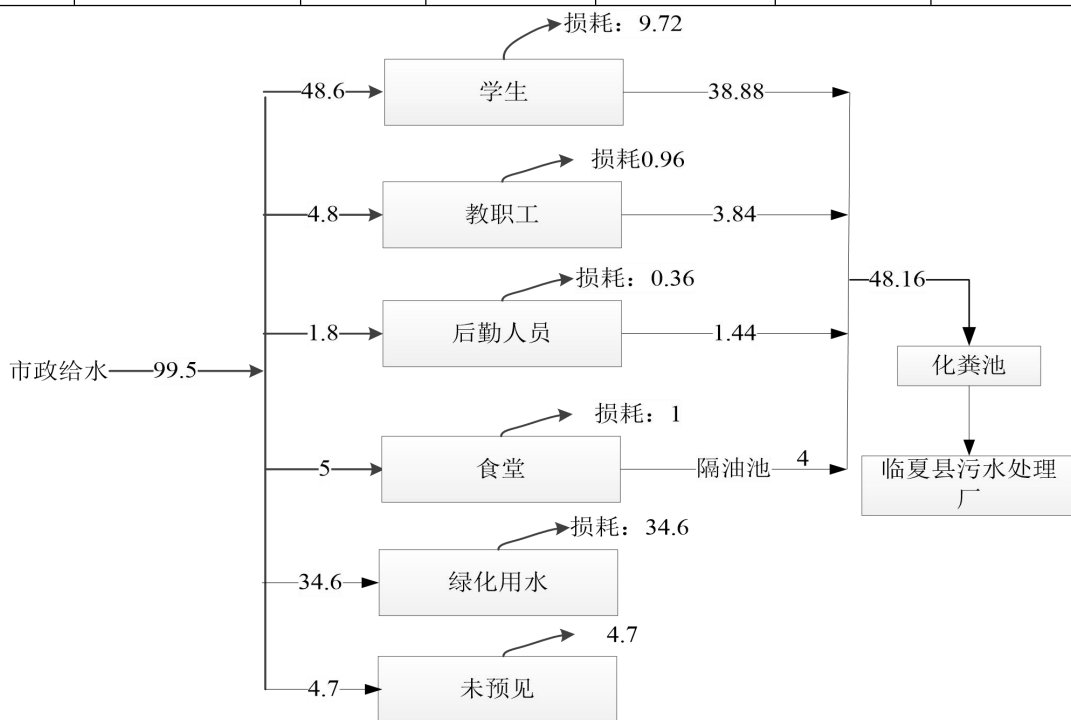 损耗：9.72
48.6
学生
38.88
损耗0.96
4.8
教职工
3.84
损耗：0.36
1.8
后勤人员
1.44
48.16
市政给水
99.5
化粪池
损耗：1
5
食堂
隔油池
4
临夏县污水处理
厂
损耗：34.6
34.6
绿化用水
4.7
4.7
未预见